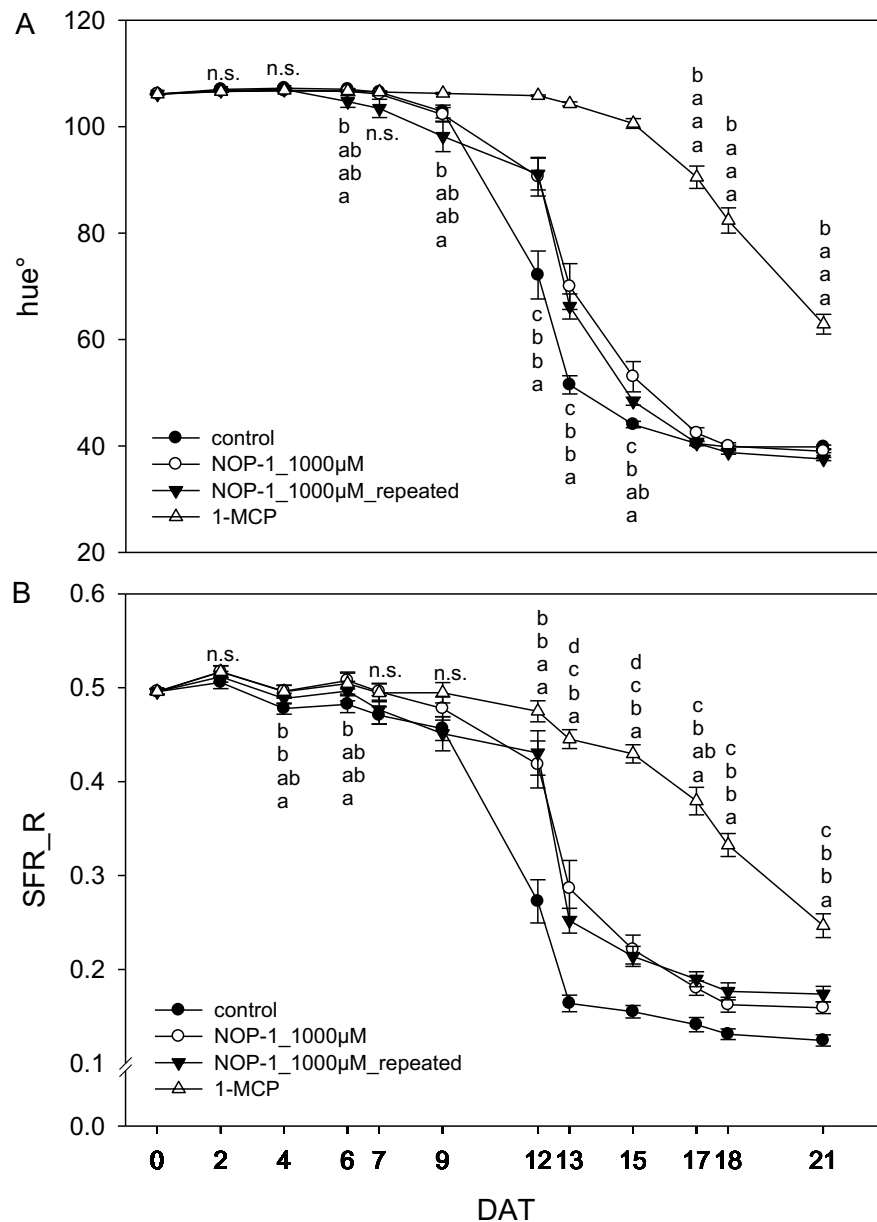 A
120
100
80
60
40
20
hue°
n.s.
n.s.
b
ab
ab
a
n.s.
b
ab
ab
a
c
b
b
a
c
b
b
a
c
b
ab
a
b
a
a
a
b
a
a
a
b
a
a
a
control
NOP-1_1000µM
NOP-1_1000µM_repeated
1-MCP
B
0.6
0.5
0.4
0.3
0.2
0.1
0.0
SFR_R
n.s.
b
b
ab
a
b
ab
ab
a
n.s.
n.s.
b
b
a
a
d
c
b
a
d
c
b
a
c
b
ab
a
c
b
b
a
c
b
b
a
control
NOP-1_1000µM
NOP-1_1000µM_repeated
1-MCP
0 2 4 6 7 9 12 13 15 17 18 21
DAT